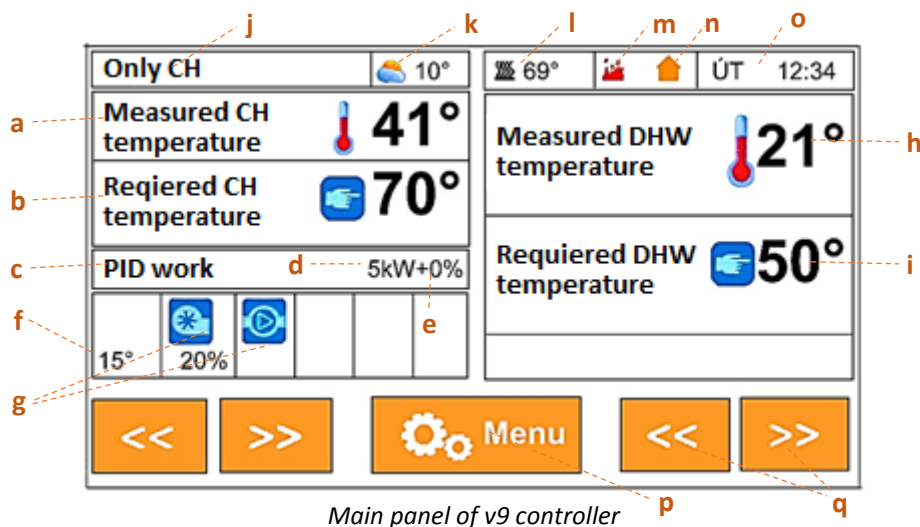 j k l m n o
Only CH 10° 69° ÚT 12:34
a Measured CH temperature 41°
Measured DHW temperature 21° h
b Reqiered CH temperature 70°
Requiered DHW temperature 50° i
c PID work d 5kW+0%
e
f 15° 20%
g
<< >> Menu << >>
p q
Main panel of v9 controller